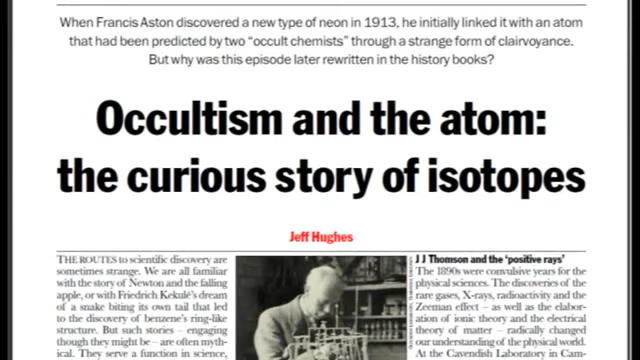 When Francis Aston discovered a new type of neon in 1913, he initially linked it with an atom
that had been predicted by two “occult chemists” through a strange form of clairvoyance.
But why was this episode later rewritten in the history books?
Occultism and the atom:
the curious story of isotopes
Jeff Hughes
THE ROUTES to scientific discovery are
sometimes strange. We are all familiar
with the story of Newton and the falling
apple, or with Friedrich Kekulé’s dream
of a snake biting its own tail that led
to the discovery of benzene’s ring-like
structure. But such stories – engaging
though they might be – are often myth-
ical. They serve a function in science,
J J Thomson and the ‘positive rays’
The 1890s were convulsive years for the
physical sciences. The discoveries of the
rare gases, X-rays, radioactivity and the
Zeeman effect – as well as the elabor-
ation of ionic theory and the electrical
theory of matter – radically changed
our understanding of the physical world.
At the Cavendish Laboratory in Cam-